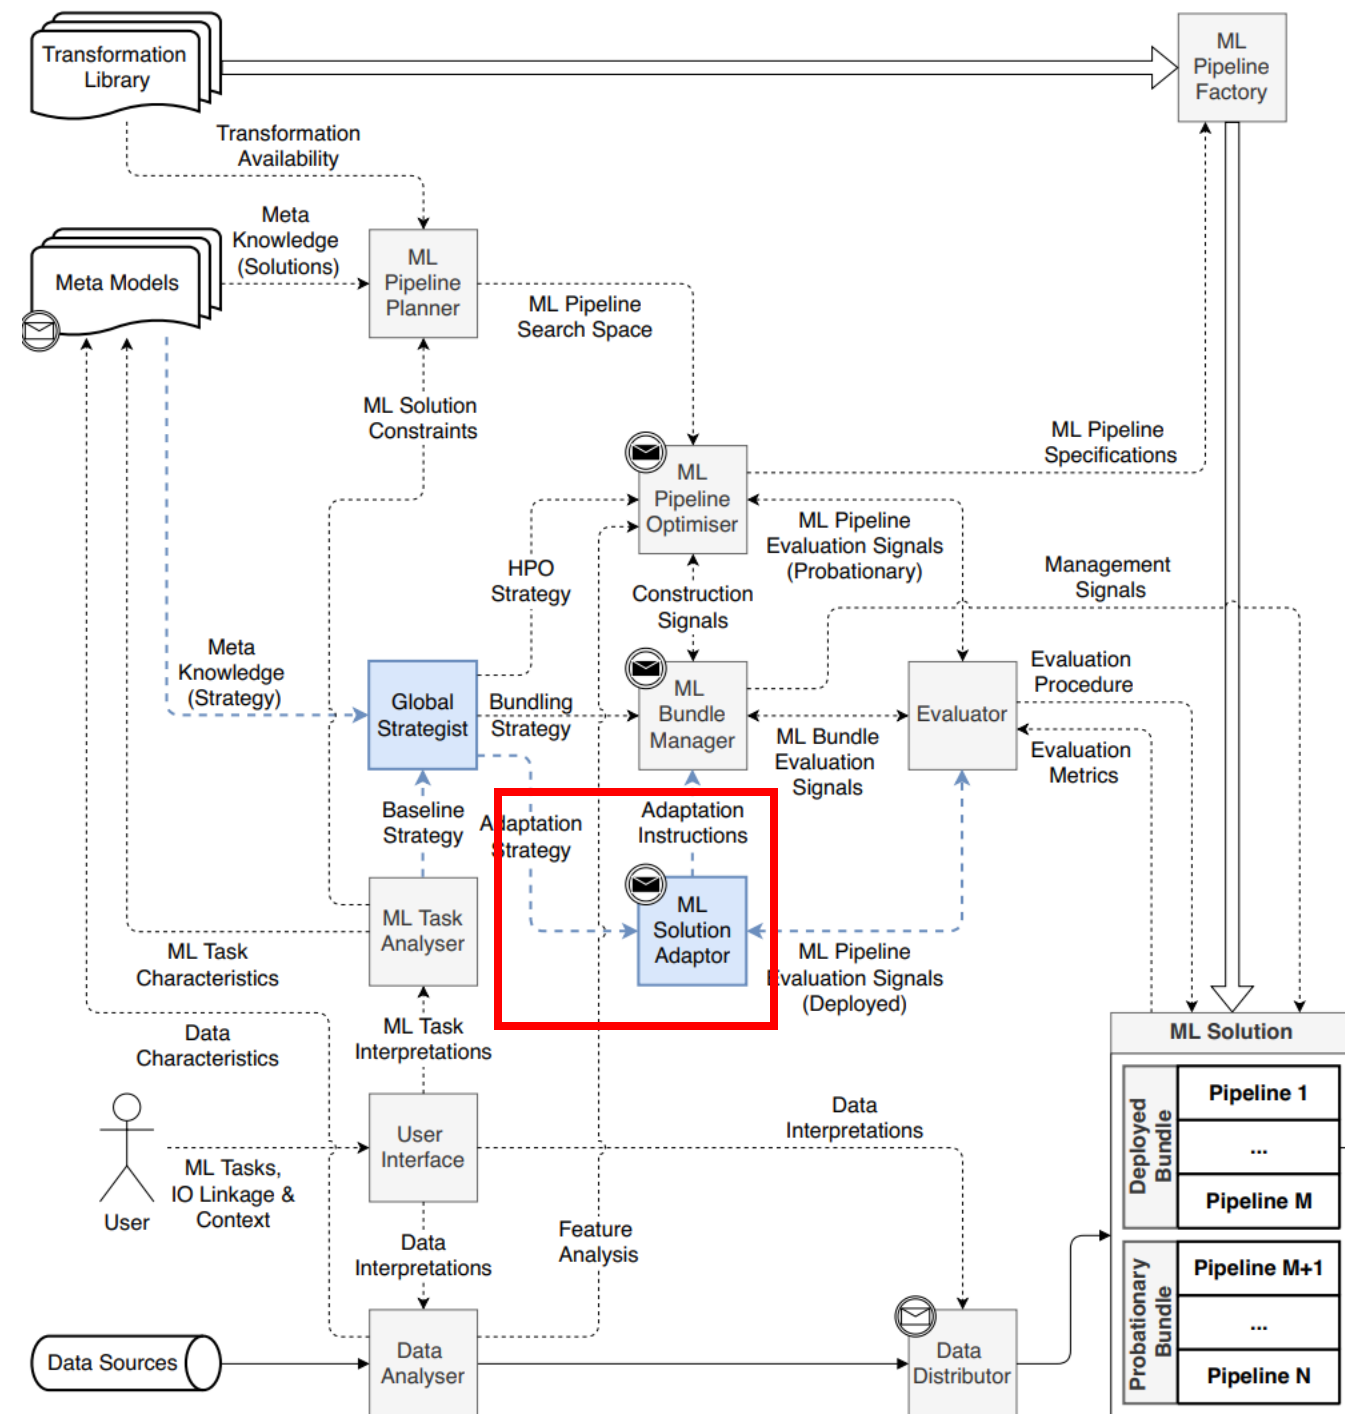 Transformation
Library
ML
Pipeline
Factory
Transformation
Availability
Meta
Knowledge
(Solutions)
Meta Models
ML
Pipeline
Planner
ML Pipeline
Search Space
ML Solution
Constraints
ML Pipeline
Specifications
ML
Pipeline
Optimiser
ML Pipeline
Evaluation Signals
(Probationary)
HPO
Strategy
Construction
Signals
Management
Signals
Meta
Knowledge
(Strategy)
Global
Strategist
Bundling
Strategy
ML
Bundle
Manager
ML Bundle
Evaluation
Signals
Evaluator
Evaluation
Procedure
Evaluation
Metrics
Baseline
Strategy
Adaptation
Strategy
Adaptation
Instructions
ML Task
Analyser
ML
Solution
Adaptor
ML Pipeline
Evaluation Signals
(Deployed)
ML Task
Characteristics
Data
Characteristics
ML Task
Interpretations
ML Solution
Deployed
Bundle
Pipeline 1
...
Pipeline M
User
Interface
Data
Interpretations
ML Tasks,
IO Linkage &
Context
User
Data
Interpretations
Feature
Analysis
Probationary
Bundle
Pipeline M+1
...
Pipeline N
Data Sources
Data
Analyser
Data
Distributor